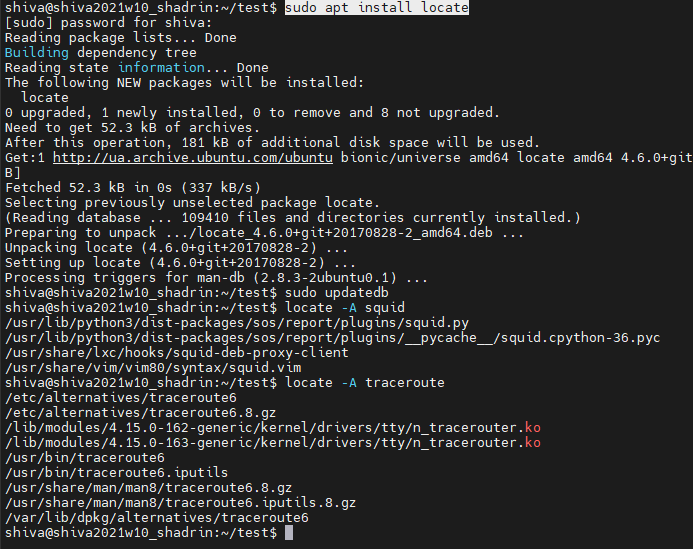 shiva@shiva2021w10_shadrin:~/test$ sudo apt install locate
[sudo] password for shiva:
Reading package lists... Done
Building dependency tree
Reading state information... Done
The following NEW packages will be installed:
  locate
0 upgraded, 1 newly installed, 0 to remove and 8 not upgraded.
Need to get 52.3 kB of archives.
After this operation, 181 kB of additional disk space will be used.
Get:1 http://ua.archive.ubuntu.com/ubuntu bionic/universe amd64 locate amd64 4.6.0+git
B]
Fetched 52.3 kB in 0s (337 kB/s)
Selecting previously unselected package locate.
(Reading database ... 109410 files and directories currently installed.)
Preparing to unpack .../locate_4.6.0+git+20170828-2_amd64.deb ...
Unpacking locate (4.6.0+git+20170828-2) ...
Setting up locate (4.6.0+git+20170828-2) ...
Processing triggers for man-db (2.8.3-2ubuntu0.1) ...
shiva@shiva2021w10_shadrin:~/test$ sudo updatedb
shiva@shiva2021w10_shadrin:~/test$ locate -A squid
/usr/lib/python3/dist-packages/sos/report/plugins/squid.py
/usr/lib/python3/dist-packages/sos/report/plugins/__pycache__/squid.cpython-36.pyc
/usr/share/lxc/hooks/squid-deb-proxy-client
/usr/share/vim/vim80/syntax/squid.vim
shiva@shiva2021w10_shadrin:~/test$ locate -A traceroute
/etc/alternatives/traceroute6
/etc/alternatives/traceroute6.8.gz
/lib/modules/4.15.0-162-generic/kernel/drivers/tty/n_tracerouter.ko
/lib/modules/4.15.0-163-generic/kernel/drivers/tty/n_tracerouter.ko
/usr/bin/traceroute6
/usr/bin/traceroute6.iputils
/usr/share/man/man8/traceroute6.8.gz
/usr/share/man/man8/traceroute6.iputils.8.gz
/var/lib/dpkg/alternatives/traceroute6
shiva@shiva2021w10_shadrin:~/test$